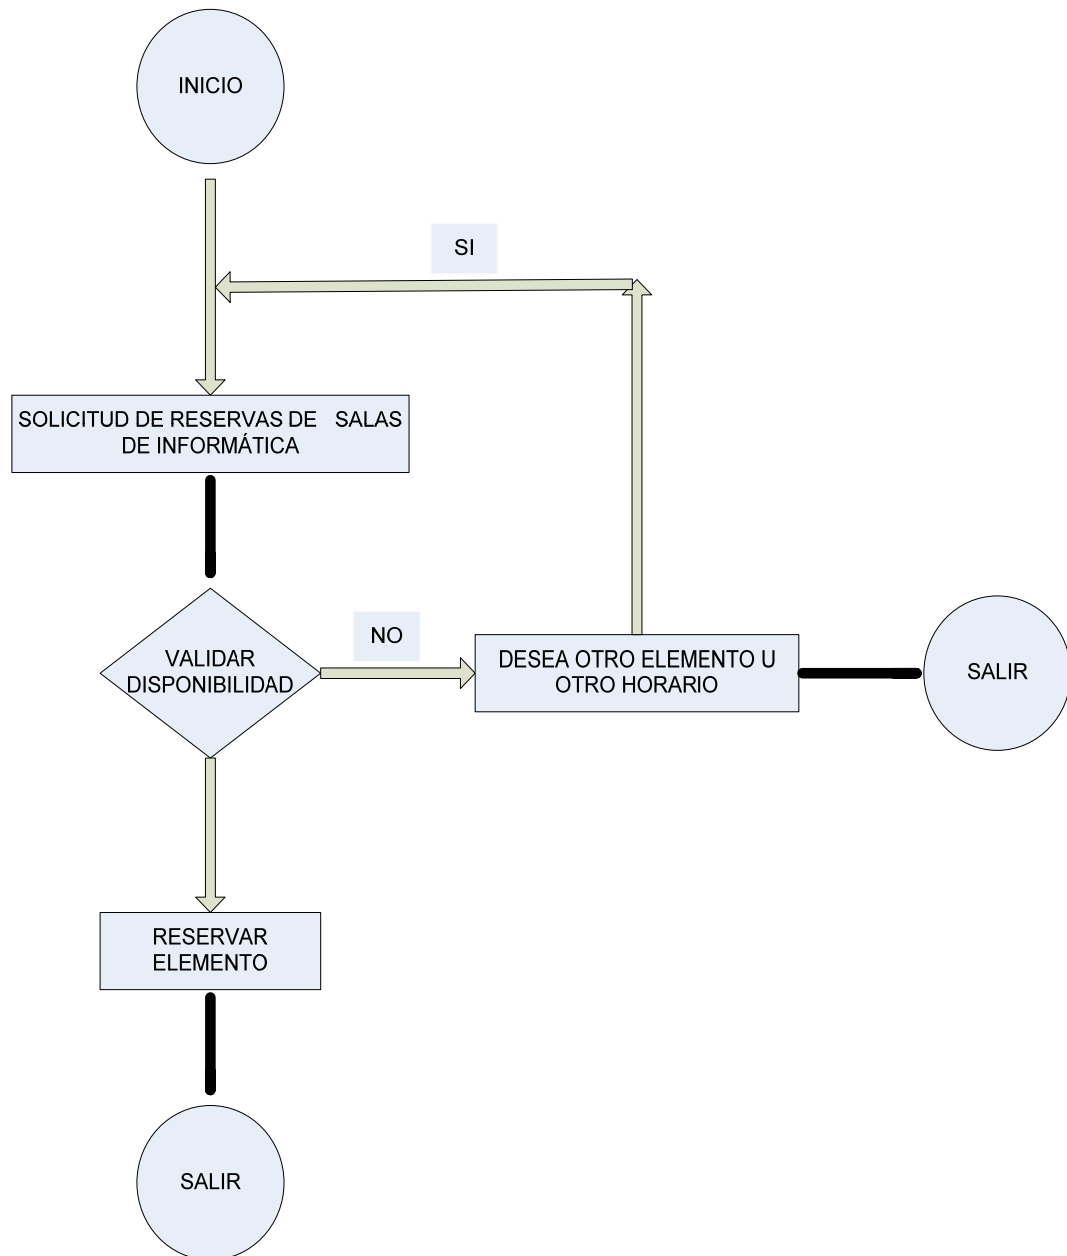 INICIO
SI
SOLICITUD DE RESERVAS DE SALAS
DE INFORMÁTICA
VALIDAR
DISPONIBILIDAD
NO
DESEA OTRO ELEMENTO U
OTRO HORARIO
SALIR
RESERVAR
ELEMENTO
SALIR